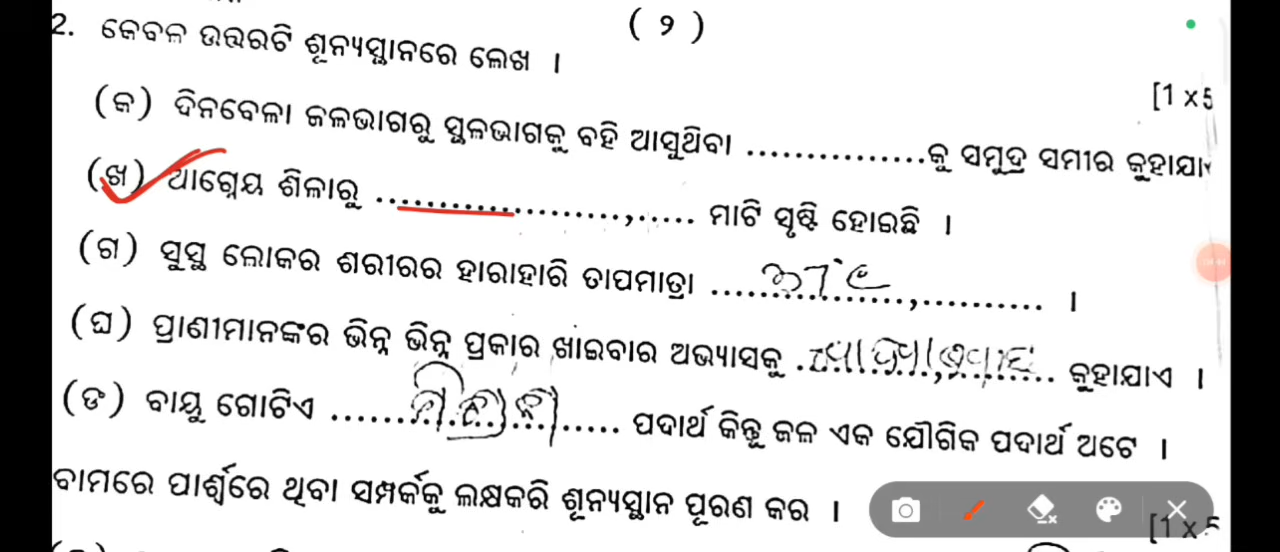 ( ୨ )
2. କେବଳ ଉତ୍ତରଟି ଶୂନ୍ୟସ୍ଥାନରେ ଲେଖ ।
[1 x 5
(କ) ଦିନବେଳା ଜଳଭାଗରୁ ସ୍ଥଳଭାଗକୁ ବହି ଆସୁଥିବା ...............କୁ ସମୁଦ୍ର ସମୀର କୁହାଯା
(ଖ) ଆଗ୍ନେୟ ଶିଳାରୁ ...................,..... ମାଟି ସୃଷ୍ଟି ହୋଇଛି ।
(ଗ) ସୁସ୍ଥ ଲୋକର ଶରୀରର ହାରାହାରି ତାପମାତ୍ରା ................,.......... ।
(ଘ) ପ୍ରାଣୀମାନଙ୍କର ଭିନ୍ନ ଭିନ୍ନ ପ୍ରକାର ଖାଇବାର ଅଭ୍ୟାସକୁ ...........,......... କୁହାଯାଏ ।
(ଙ) ବାୟୁ ଗୋଟିଏ ...... ମିଶ୍ରଣ ..... ପଦାର୍ଥ କିନ୍ତୁ ଜଳ ଏକ ଯୌଗିକ ପଦାର୍ଥ ଅଟେ ।
ବାମରେ ପାର୍ଶ୍ୱରେ ଥିବା ସମ୍ପର୍କକୁ ଲକ୍ଷକରି ଶୂନ୍ୟସ୍ଥାନ ପୂରଣ କର ।
[1 x 5